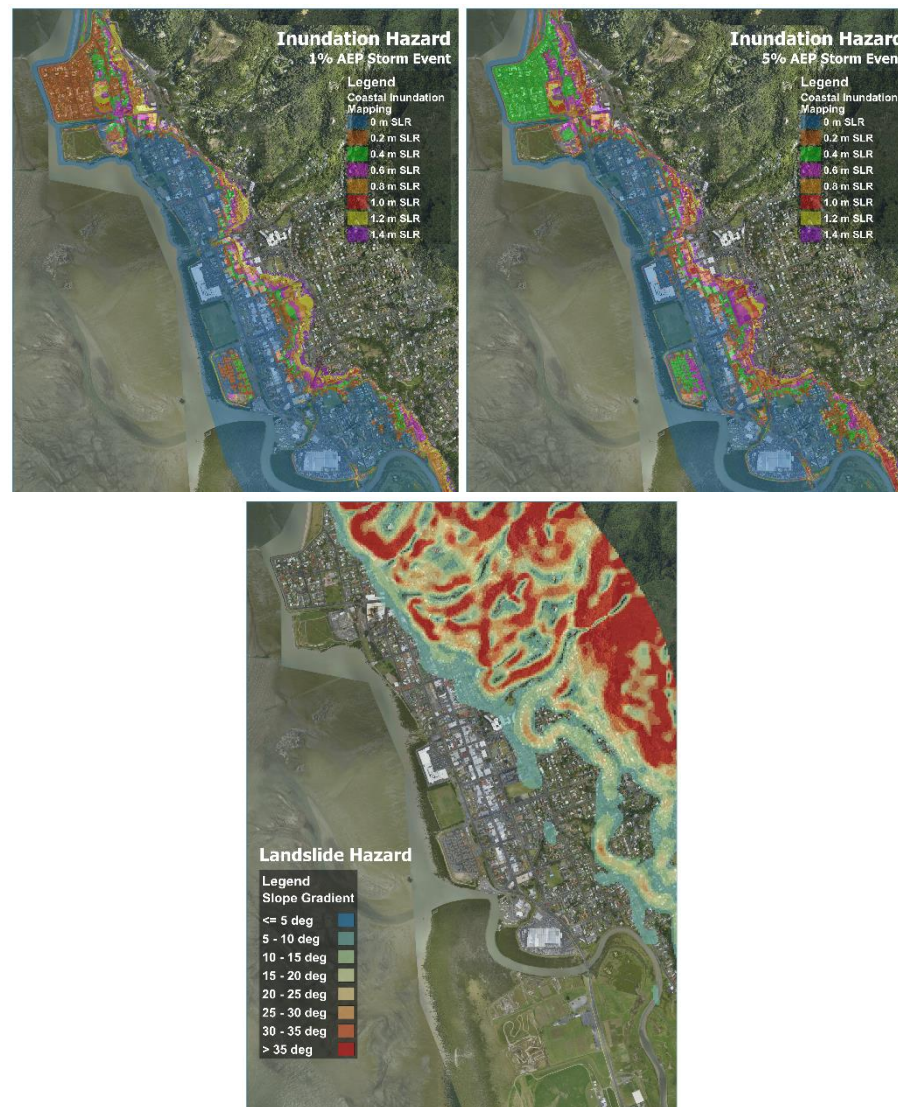 Inundation Hazard
1% AEP Storm Event
Legend
Coastal Inundation
Mapping
0 m SLR
0.2 m SLR
0.4 m SLR
0.6 m SLR
0.8 m SLR
1.0 m SLR
1.2 m SLR
1.4 m SLR
Inundation Hazard
5% AEP Storm Event
Legend
Coastal Inundation
Mapping
0 m SLR
0.2 m SLR
0.4 m SLR
0.6 m SLR
0.8 m SLR
1.0 m SLR
1.2 m SLR
1.4 m SLR
Landslide Hazard
Legend
Slope Gradient
<= 5 deg
5 - 10 deg
10 - 15 deg
15 - 20 deg
20 - 25 deg
25 - 30 deg
30 - 35 deg
> 35 deg